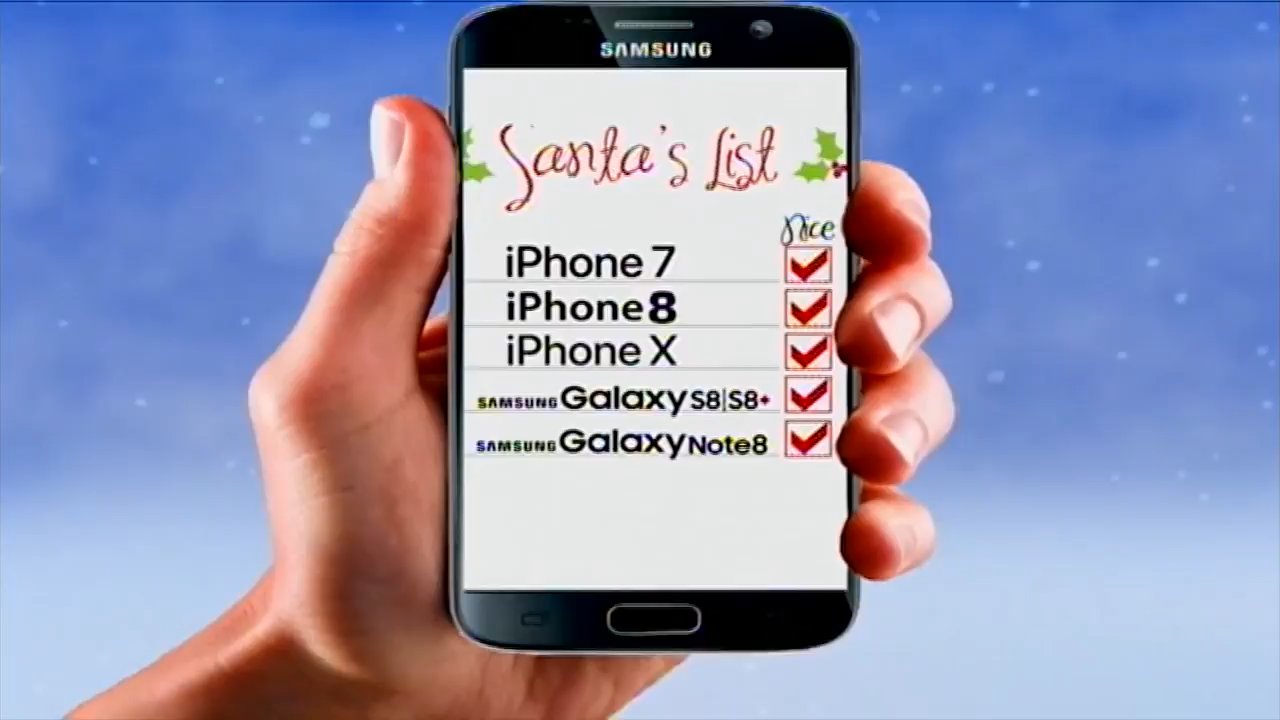 SAMSUNG
Santa's List
Nice
iPhone 7
iPhone 8
iPhone X
SAMSUNG Galaxy S8|S8+
SAMSUNG Galaxy Note8